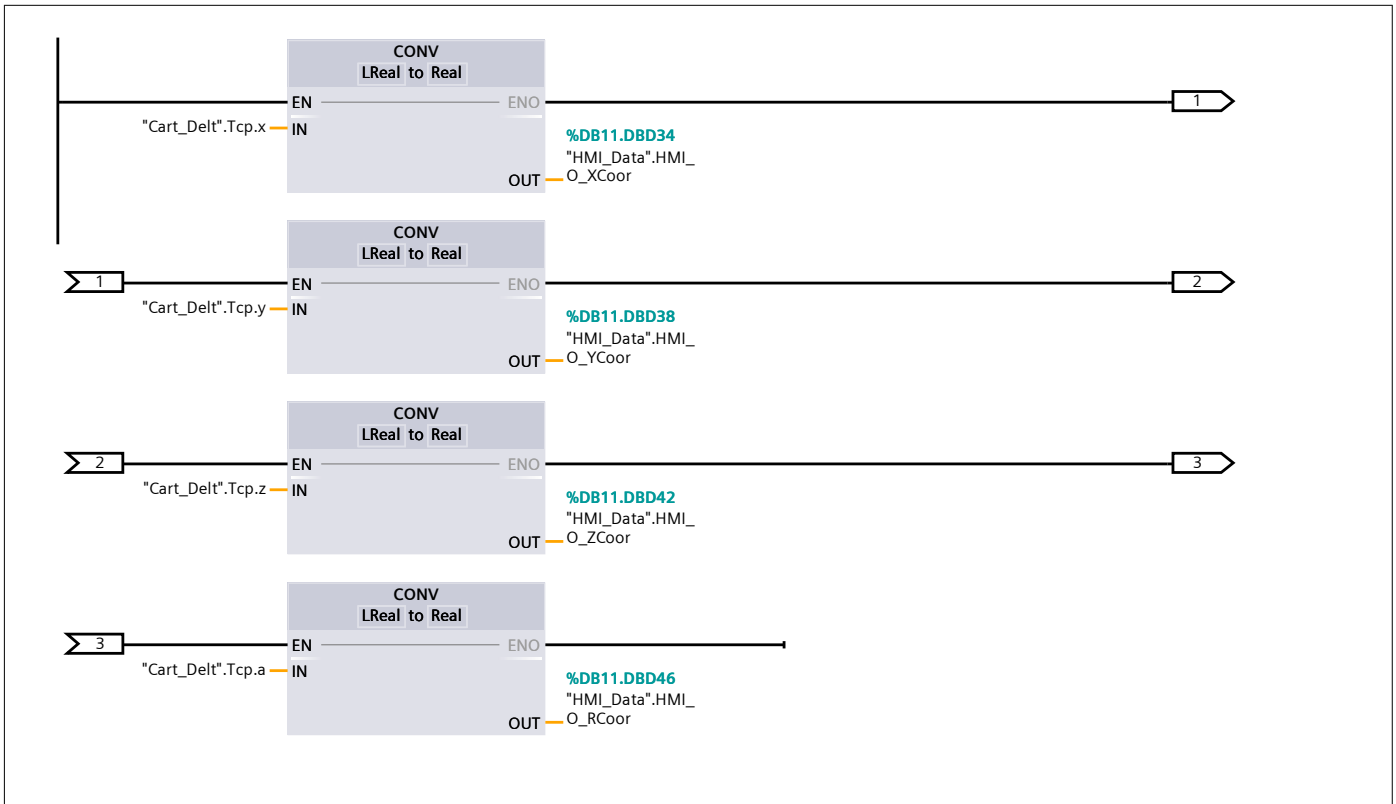 CONV
LReal to Real
EN ENO 1
"Cart_Delt".Tcp.x IN
%DB11.DBD34
"HMI_Data".HMI_
OUT O_XCoor
CONV
LReal to Real
1 EN ENO 2
"Cart_Delt".Tcp.y IN
%DB11.DBD38
"HMI_Data".HMI_
OUT O_YCoor
CONV
LReal to Real
2 EN ENO 3
"Cart_Delt".Tcp.z IN
%DB11.DBD42
"HMI_Data".HMI_
OUT O_ZCoor
CONV
LReal to Real
3 EN ENO
"Cart_Delt".Tcp.a IN
%DB11.DBD46
"HMI_Data".HMI_
OUT O_RCoor